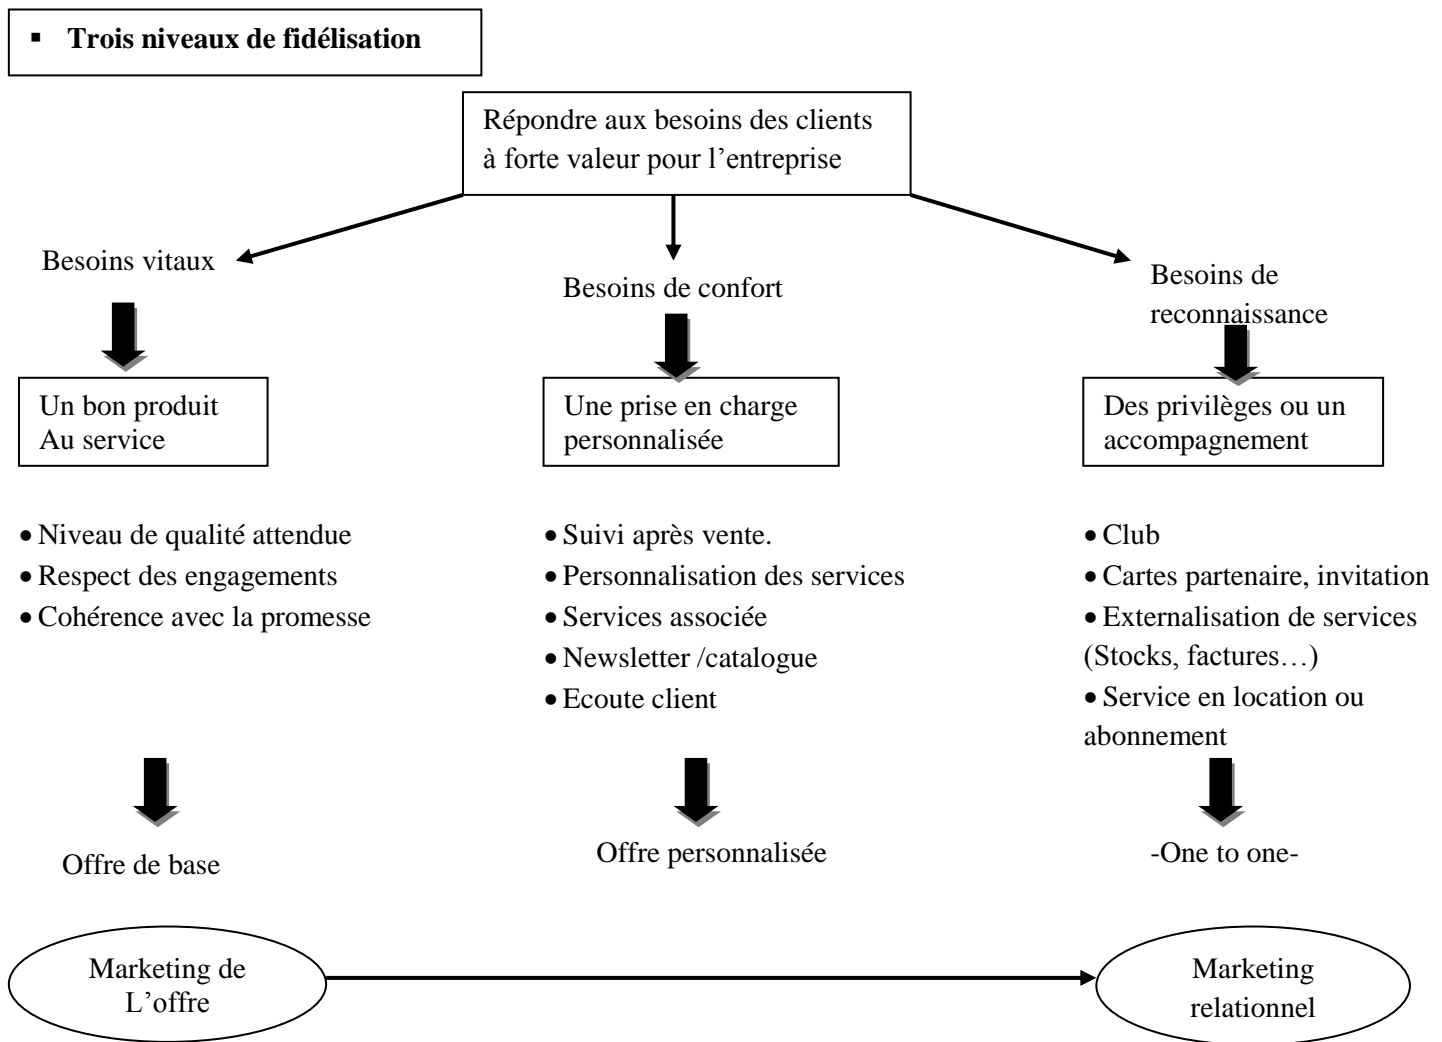 ▪ Trois niveaux de fidélisation
Répondre aux besoins des clients
à forte valeur pour l’entreprise
Besoins vitaux
Besoins de confort
Besoins de
reconnaissance
Un bon produit
Au service
Une prise en charge
personnalisée
Des privilèges ou un
accompagnement
• Niveau de qualité attendue
• Respect des engagements
• Cohérence avec la promesse
• Suivi après vente.
• Personnalisation des services
• Services associée
• Newsletter /catalogue
• Ecoute client
• Club
• Cartes partenaire, invitation
• Externalisation de services
(Stocks, factures…)
• Service en location ou
abonnement
Offre de base
Offre personnalisée
-One to one-
Marketing de
L’offre
Marketing
relationnel